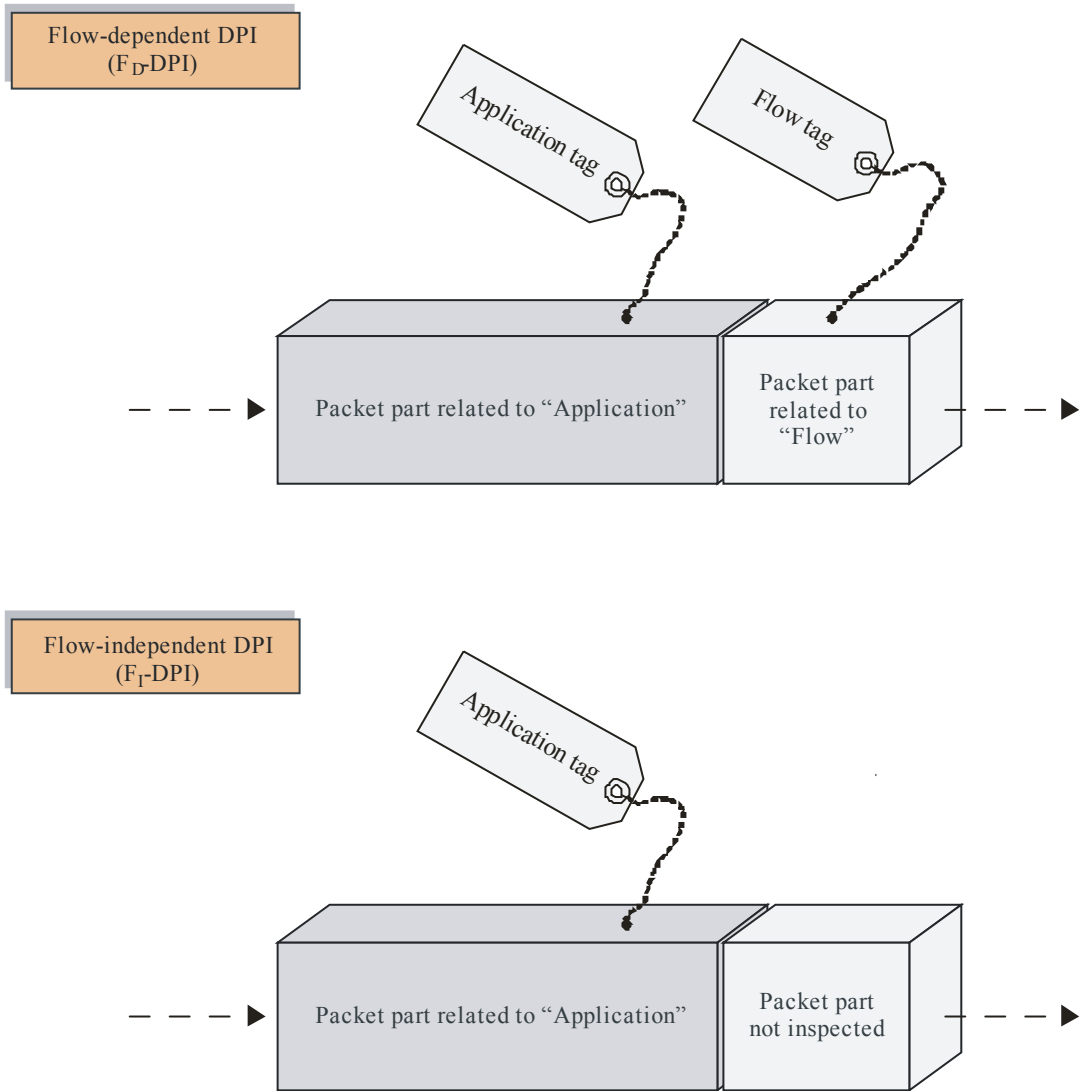 Flow-dependent DPI
(FD-DPI)
Application tag
Flow tag
Packet part related to “Application”
Packet part
related to
“Flow”
Flow-independent DPI
(FI-DPI)
Application tag
Packet part related to “Application”
Packet part
not inspected